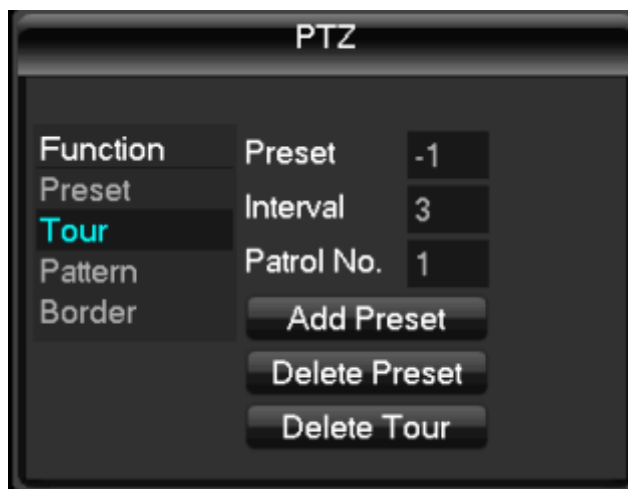 PTZ
Function
Preset
Tour
Pattern
Border
Preset -1
Interval 3
Patrol No. 1
Add Preset
Delete Preset
Delete Tour